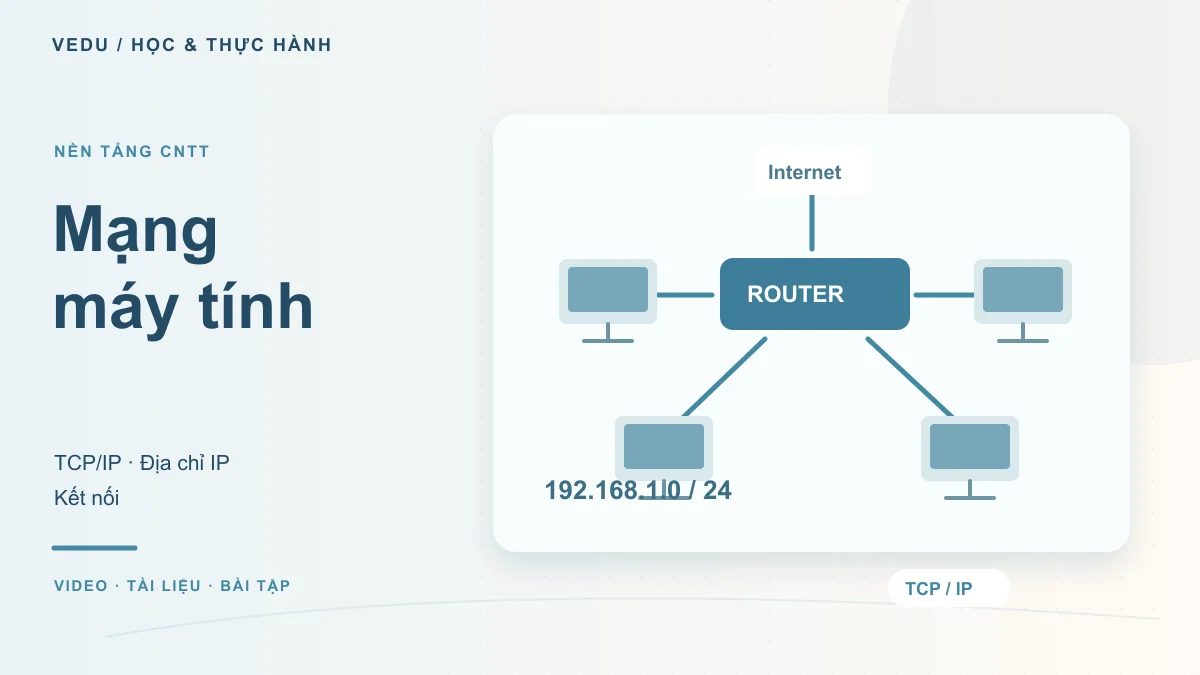 VEDU / HỌC & THỰC HÀNH
NỀN TẢNG CNTT
Mạng
máy tính
TCP/IP · Địa chỉ IP
Kết nối
VIDEO · TÀI LIỆU · BÀI TẬP
Internet
ROUTER
192.168.1.0 / 24
TCP / IP